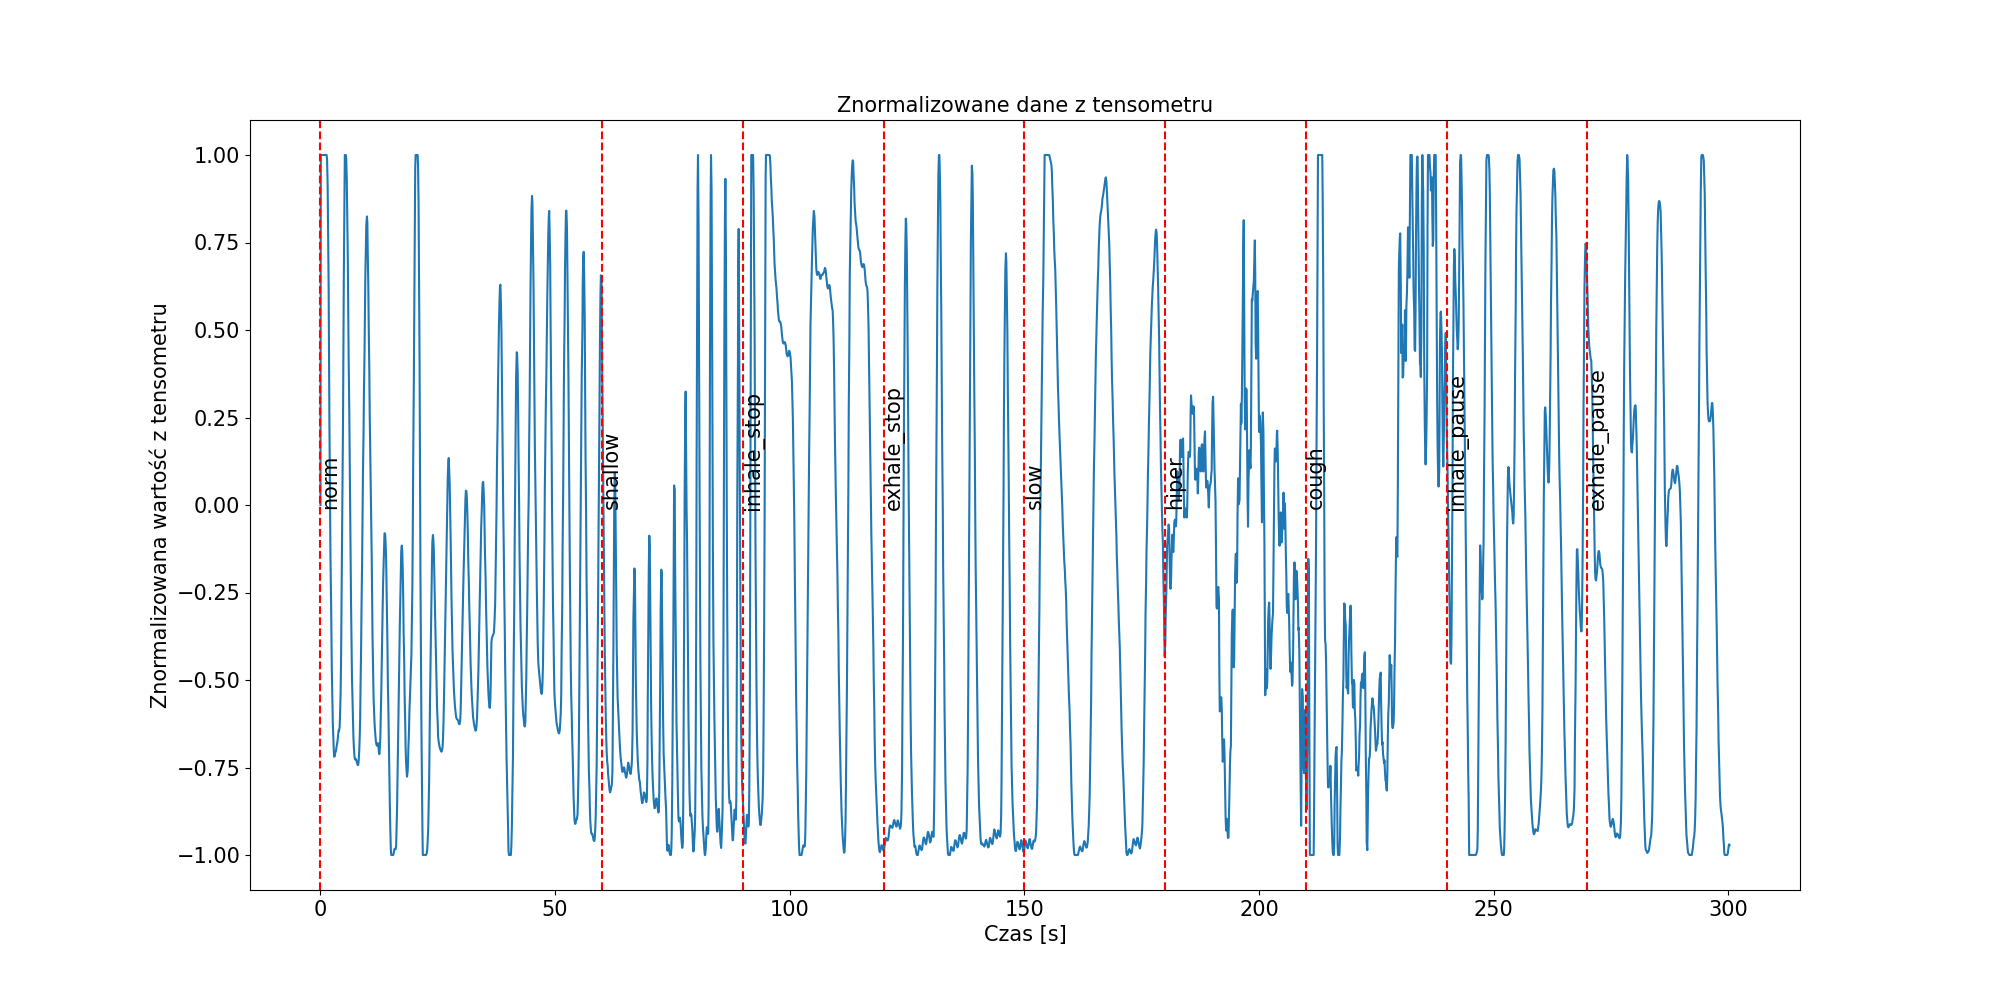 Znormalizowane dane z tensometru
Znormalizowana wartość z tensometru
1.00
0.75
0.50
0.25
0.00
−0.25
−0.50
−0.75
−1.00
norm
shallow
inhale_stop
exhale_stop
slow
hiper
cough
inhale_pause
exhale_pause
0
50
100
150
200
250
300
Czas [s]